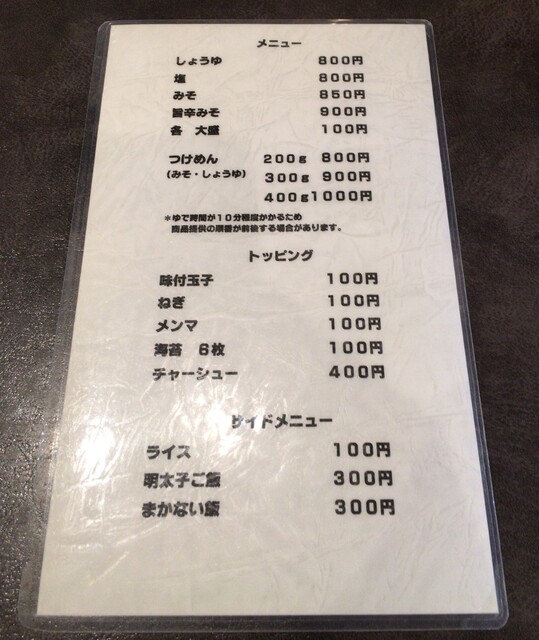 メニュー
しょうゆ 800円
塩 800円
みそ 850円
旨辛みそ 900円
各 大盛 100円
つけめん 200g 800円
(みそ・しょうゆ) 300g 900円
400g1000円
*ゆで時間が10分程度かかるため
商品提供の順番が前後する場合があります。
トッピング
味付玉子 100円
ねぎ 100円
メンマ 100円
海苔 6枚 100円
チャーシュー 400円
サイドメニュー
ライス 100円
明太子ご飯 300円
まかない飯 300円